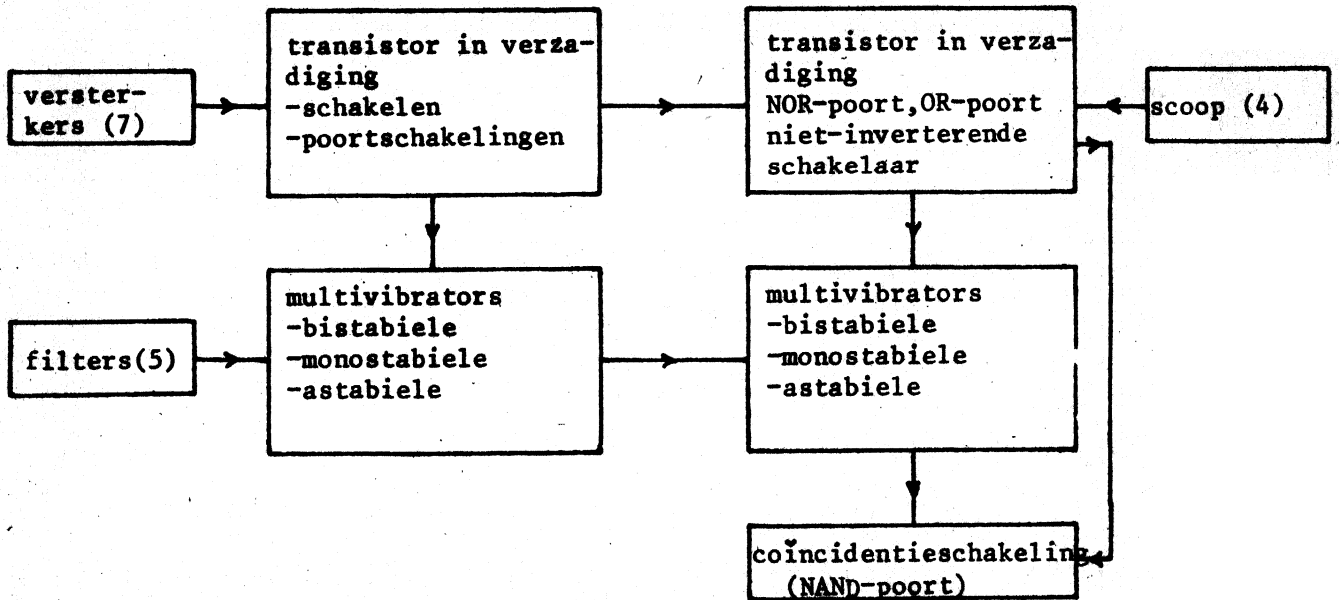 verster-
kers (7)
transistor in verza-
diging
-schakelen
-poortschakelingen
transistor in verza-
diging
NOR-poort,OR-poort
niet-inverterende
schakelaar
scoop (4)
filters(5)
multivibrators
-bistabiele
-monostabiele
-astabiele
multivibrators
-bistabiele
-monostabiele
-astabiele
coïncidentieschakeling
(NAND-poort)